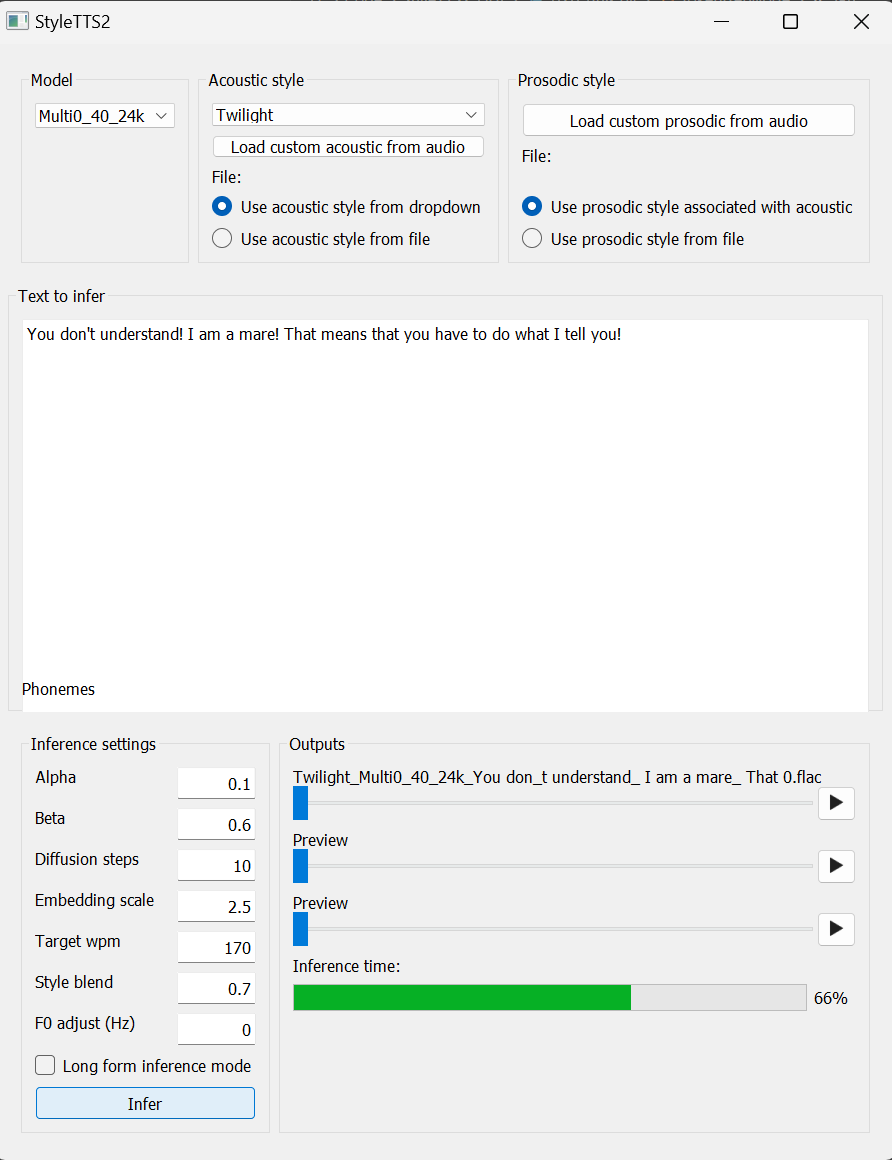 StyleTTS2
Model
Multi0_40_24k
Acoustic style
Twilight
Load custom acoustic from audio
File:
Use acoustic style from dropdown
Use acoustic style from file
Prosodic style
Load custom prosodic from audio
File:
Use prosodic style associated with acoustic
Use prosodic style from file
Text to infer
You don't understand! I am a mare! That means that you have to do what I tell you!
Phonemes
Inference settings
Alpha 0.1
Beta 0.6
Diffusion steps 10
Embedding scale 2.5
Target wpm 170
Style blend 0.7
F0 adjust (Hz) 0
Long form inference mode
Infer
Outputs
Twilight_Multi0_40_24k_You don_t understand_ I am a mare_ That 0.flac
Preview
Preview
Inference time:
66%